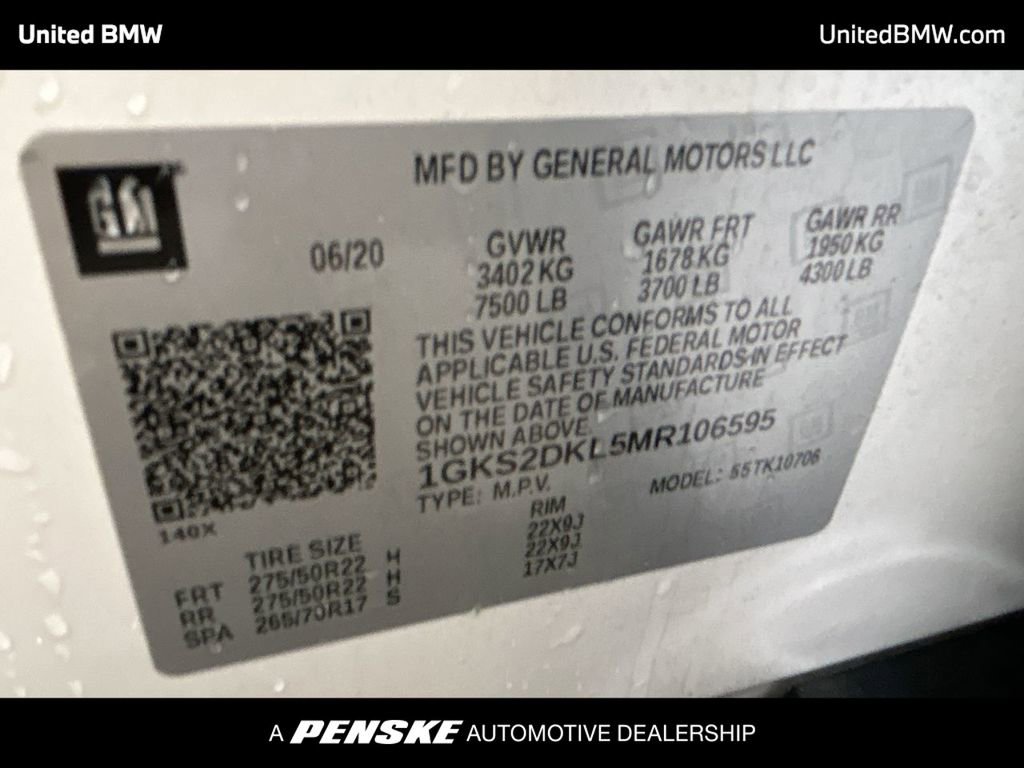 United BMW
UnitedBMW.com
GM
MFD BY GENERAL MOTORS LLC
06/20
GVWR
3402 KG
7500 LB
GAWR FRT
1678 KG
3700 LB
GAWR RR
1950 KG
4300 LB
THIS VEHICLE CONFORMS TO ALL
APPLICABLE U.S. FEDERAL MOTOR
VEHICLE SAFETY STANDARDS IN EFFECT
ON THE DATE OF MANUFACTURE
SHOWN ABOVE.
1GKS2DKL5MR106595
TYPE: M.P.V. MODEL: 55TK10706
140X
TIRE SIZE RIM
FRT 275/50R22 H 22X9J
RR 275/50R22 H 22X9J
SPA 265/70R17 S 17X7J
A PENSKE AUTOMOTIVE DEALERSHIP